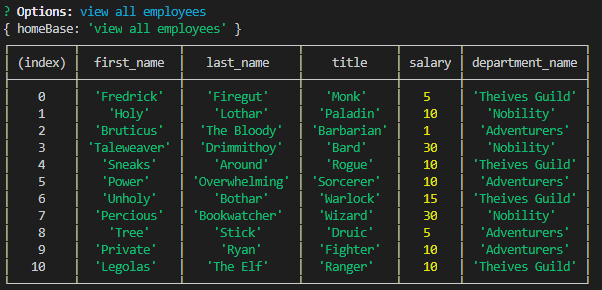 ? Options: view all employees
{ homeBase: 'view all employees' }
(index) first_name last_name title salary department_name
0 'Fredrick' 'Firegut' 'Monk' 5 'Theives Guild'
1 'Holy' 'Lothar' 'Paladin' 10 'Nobility'
2 'Bruticus' 'The Bloody' 'Barbarian' 1 'Adventurers'
3 'Taleweaver' 'Drimmithoy' 'Bard' 30 'Nobility'
4 'Sneaks' 'Around' 'Rogue' 10 'Theives Guild'
5 'Power' 'Overwhelming' 'Sorcerer' 10 'Adventurers'
6 'Unholy' 'Bothar' 'Warlock' 15 'Theives Guild'
7 'Percious' 'Bookwatcher' 'Wizard' 30 'Nobility'
8 'Tree' 'Stick' 'Druic' 5 'Adventurers'
9 'Private' 'Ryan' 'Fighter' 10 'Adventurers'
10 'Legolas' 'The Elf' 'Ranger' 10 'Theives Guild'